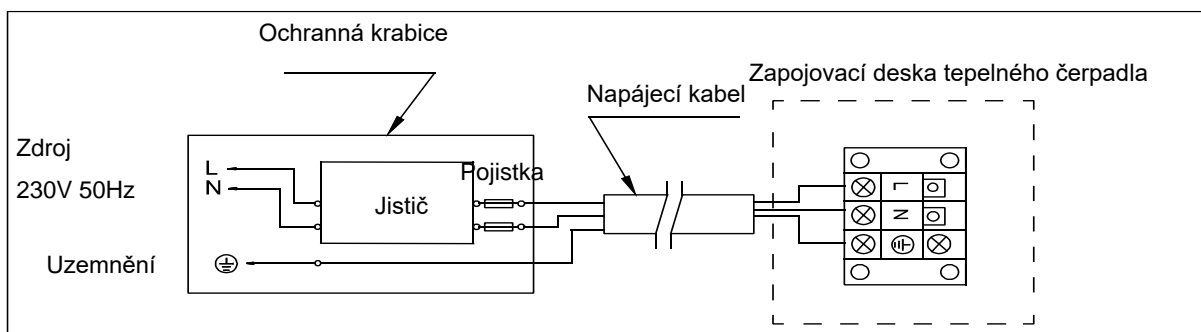 Ochranná krabice
Zapojovací deska tepelného čerpadla
Napájecí kabel
Zdroj
230V 50Hz
L
N
Pojistka
Jistič
Uzemnění
L
N